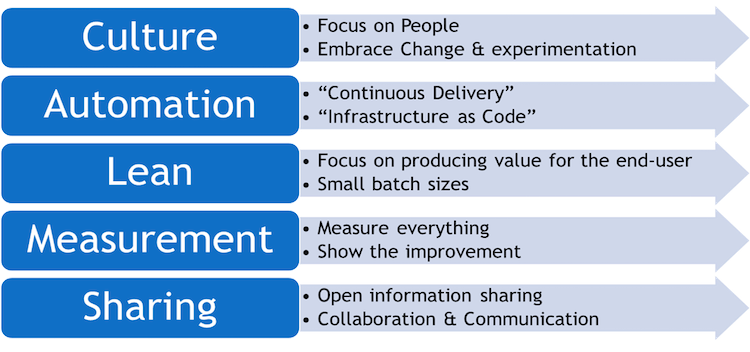 Culture
• Focus on People
• Embrace Change & experimentation
Automation
• “Continuous Delivery”
• “Infrastructure as Code”
Lean
• Focus on producing value for the end-user
• Small batch sizes
Measurement
• Measure everything
• Show the improvement
Sharing
• Open information sharing
• Collaboration & Communication